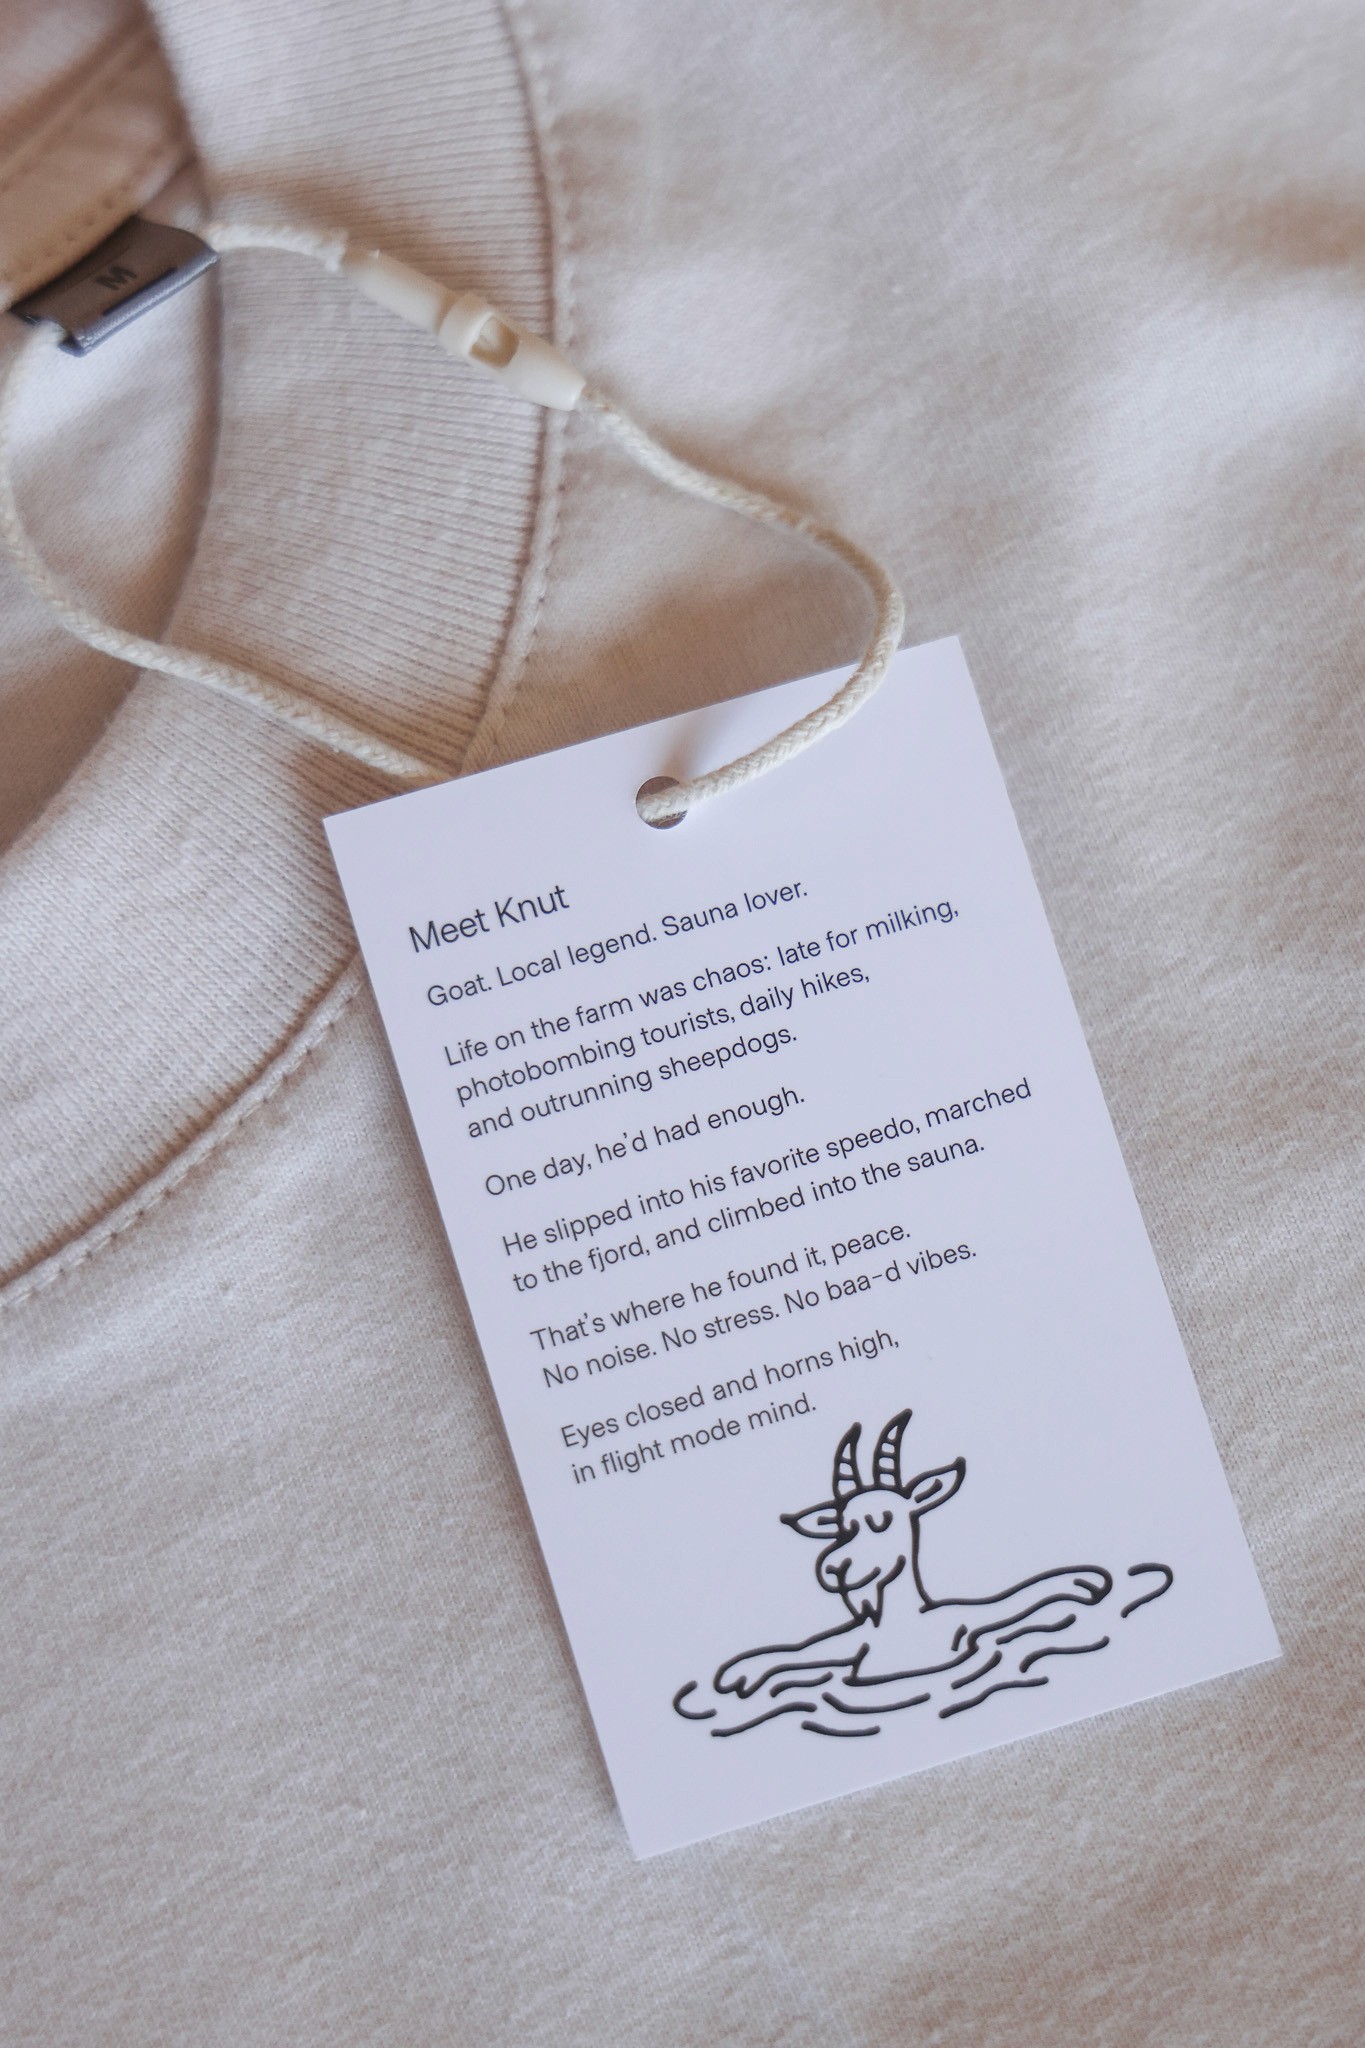 M
Meet Knut
Goat. Local legend. Sauna lover.
Life on the farm was chaos: late for milking,
photobombing tourists, daily hikes,
and outrunning sheepdogs.
One day, he'd had enough.
He slipped into his favorite speedo, marched
to the fjord, and climbed into the sauna.
That's where he found it, peace.
No noise. No stress. No baa-d vibes.
Eyes closed and horns high,
in flight mode mind.